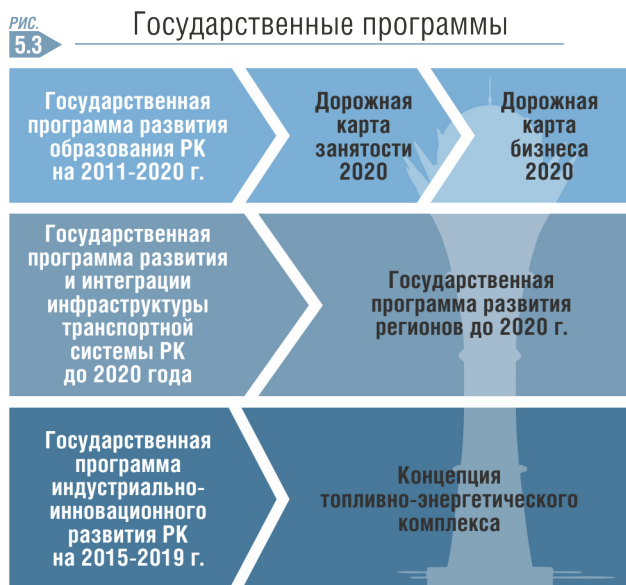 РИС.
5.3
Государственные программы
Государственная
программа развития
образования РК
на 2011-2020 г.
Дорожная
карта
занятости
2020
Дорожная
карта
бизнеса
2020
Государственная
программа развития
и интеграции
инфраструктуры
транспортной
системы РК
до 2020 года
Государственная
программа развития
регионов до 2020 г.
Государственная
программа
индустриально-
инновационного
развития РК
на 2015-2019 г.
Концепция
топливно-энергетического
комплекса